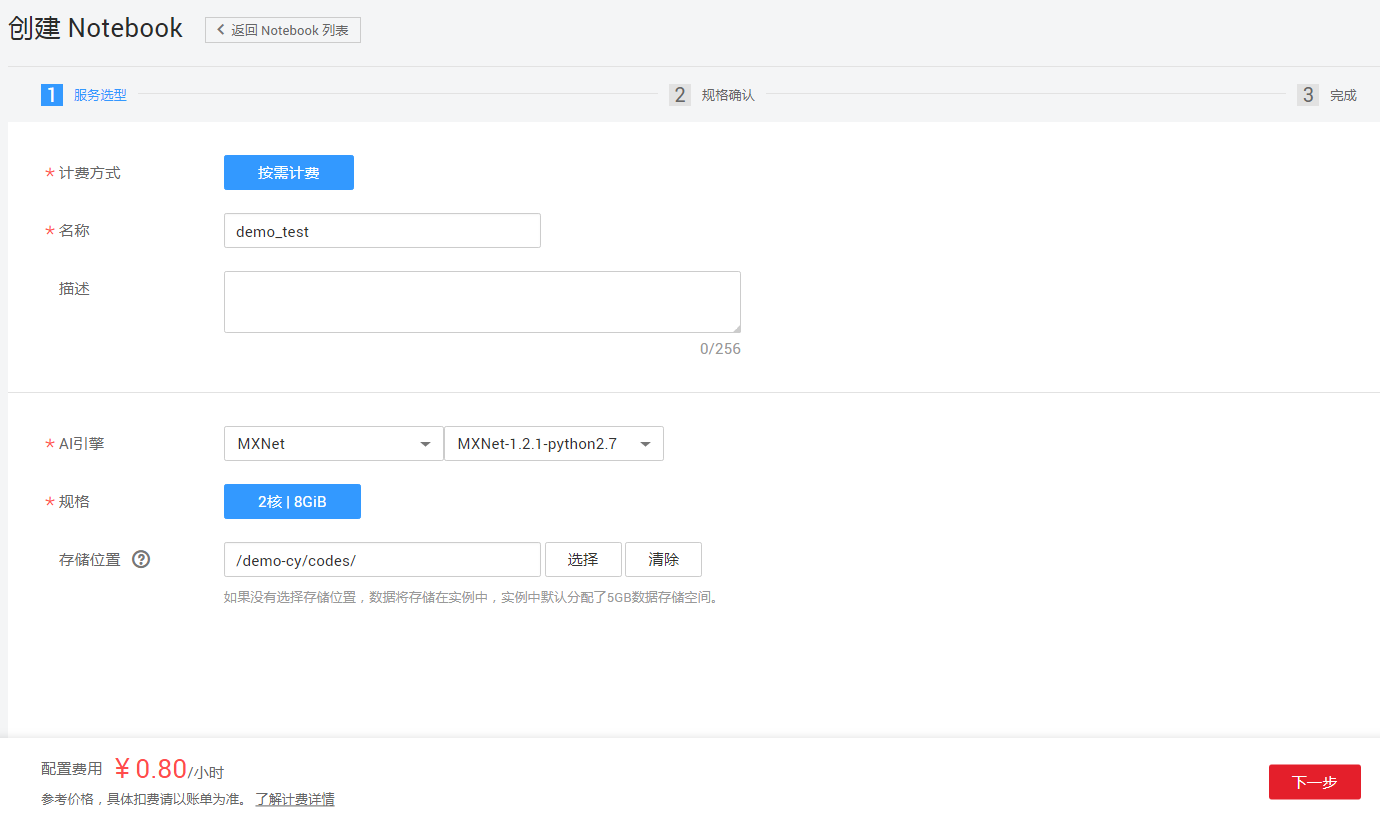 创建 Notebook
返回 Notebook 列表
1 服务选型 2 规格确认 3 完成
* 计费方式 按需计费
* 名称 demo_test
描述
0/256
* AI引擎 MXNet MXNet-1.2.1-python2.7
* 规格 2核 | 8GiB
存储位置 ? /demo-cy/codes/ 选择 清除
如果没有选择存储位置，数据将存储在实例中，实例中默认分配了5GB数据存储空间。
配置费用 ¥ 0.80/小时
参考价格，具体扣费请以账单为准。 了解计费详情
下一步